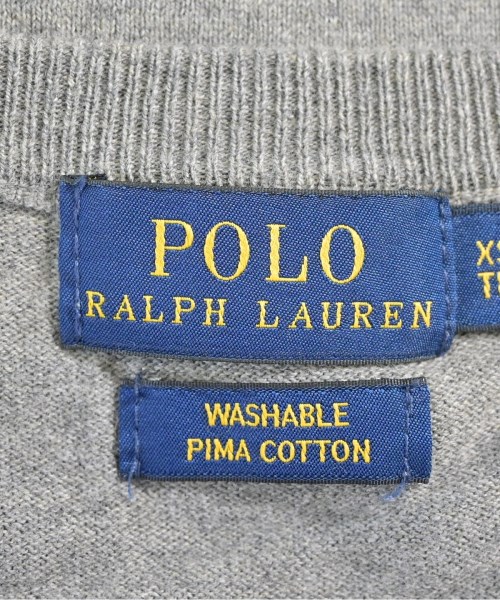 POLO
RALPH LAUREN
WASHABLE
PIMA COTTON